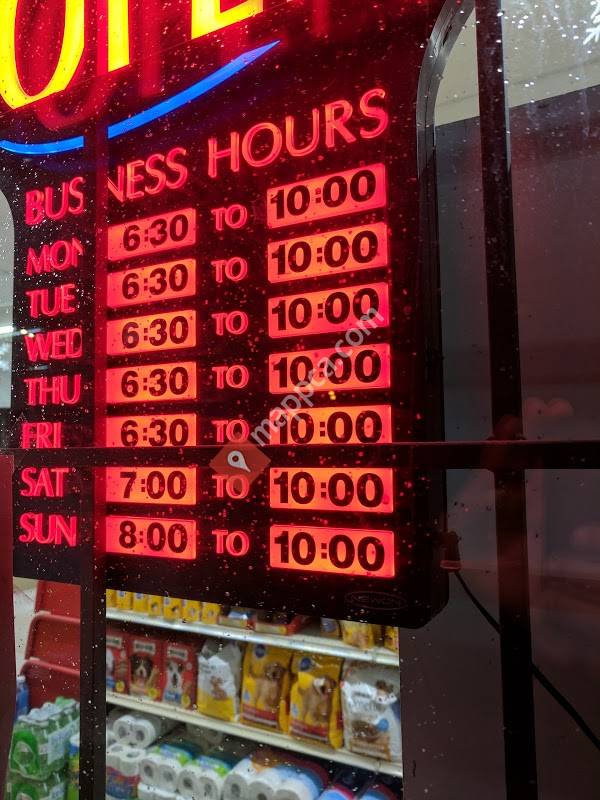 OPEN
BUSINESS HOURS
MON 6:30 TO 10:00
TUE 6:30 TO 10:00
WED 6:30 TO 10:00
THU 6:30 TO 10:00
FRI 6:30 TO 10:00
SAT 7:00 TO 10:00
SUN 8:00 TO 10:00
mappca.com